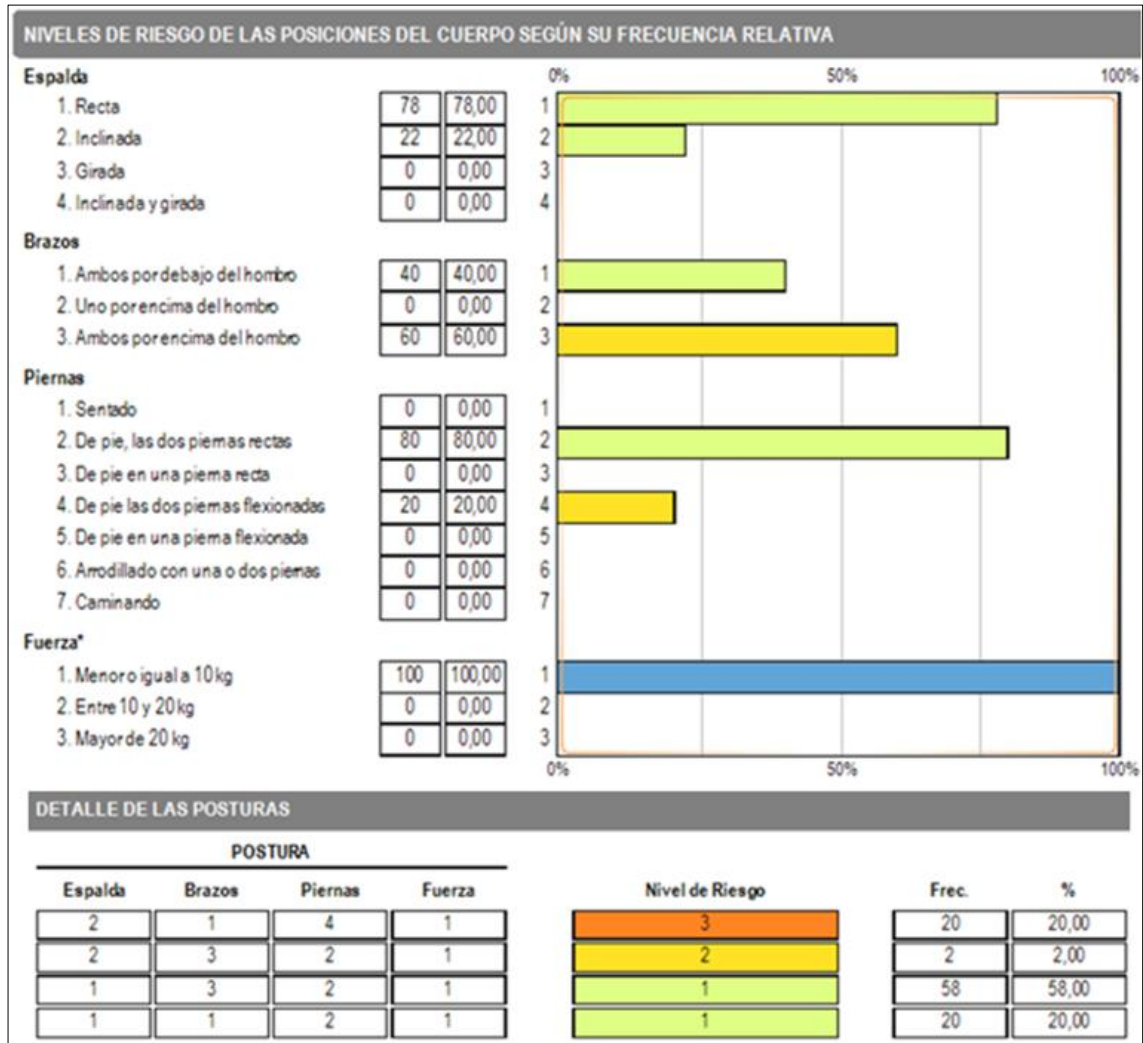 NIVELES DE RIESGO DE LAS POSICIONES DEL CUERPO SEGÚN SU FRECUENCIA RELATIVA
Espalda 0% 50% 100%
1. Recta 78 78,00 1
2. Inclinada 22 22,00 2
3. Girada 0 0,00 3
4. Inclinada y girada 0 0,00 4
Brazos
1. Ambos por debajo del hombro 40 40,00 1
2. Uno por encima del hombro 0 0,00 2
3. Ambos por encima del hombro 60 60,00 3
Piernas
1. Sentado 0 0,00 1
2. De pie, las dos piernas rectas 80 80,00 2
3. De pie en una pierna recta 0 0,00 3
4. De pie las dos piernas flexionadas 20 20,00 4
5. De pie en una pierna flexionada 0 0,00 5
6. Arrodillado con una o dos piernas 0 0,00 6
7. Caminando 0 0,00 7
Fuerza*
1. Menor o igual a 10 kg 100 100,00 1
2. Entre 10 y 20 kg 0 0,00 2
3. Mayor de 20 kg 0 0,00 3
0% 50% 100%
DETALLE DE LAS POSTURAS
POSTURA
Espalda Brazos Piernas Fuerza Nivel de Riesgo Frec. %
2 1 4 1 3 20 20,00
2 3 2 1 2 2 2,00
1 3 2 1 1 58 58,00
1 1 2 1 1 20 20,00